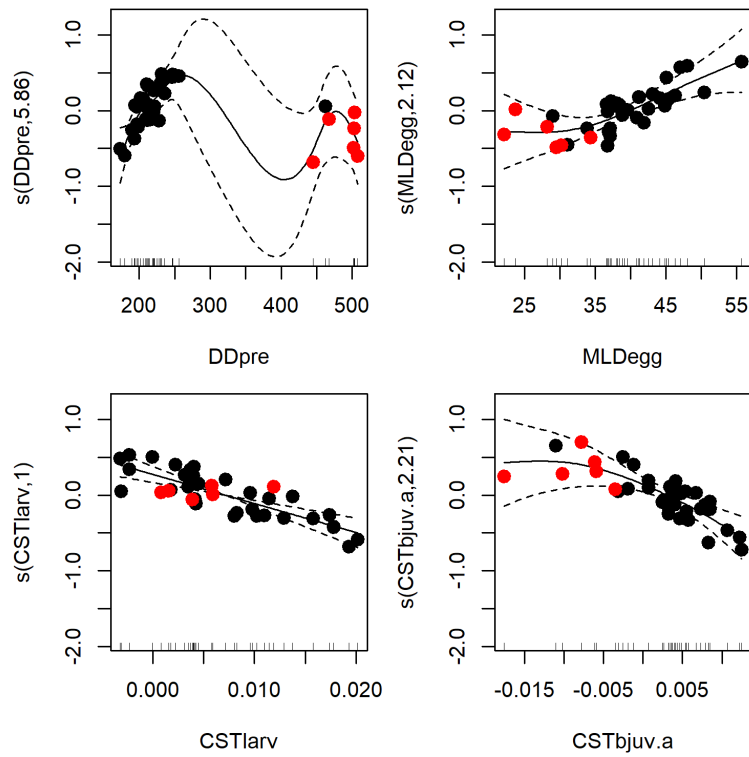 s(DDpre,5.86)
1.0
0.0
-1.0
-2.0
200 300 400 500
DDpre
s(MLDegg,2.12)
1.0
0.0
-1.0
-2.0
25 35 45 55
MLDegg
s(CSTlarv,1)
1.0
0.0
-1.0
-2.0
0.000 0.010 0.020
CSTlarv
s(CSTbjuv.a,2.21)
1.0
0.0
-1.0
-2.0
-0.015 -0.005 0.005
CSTbjuv.a